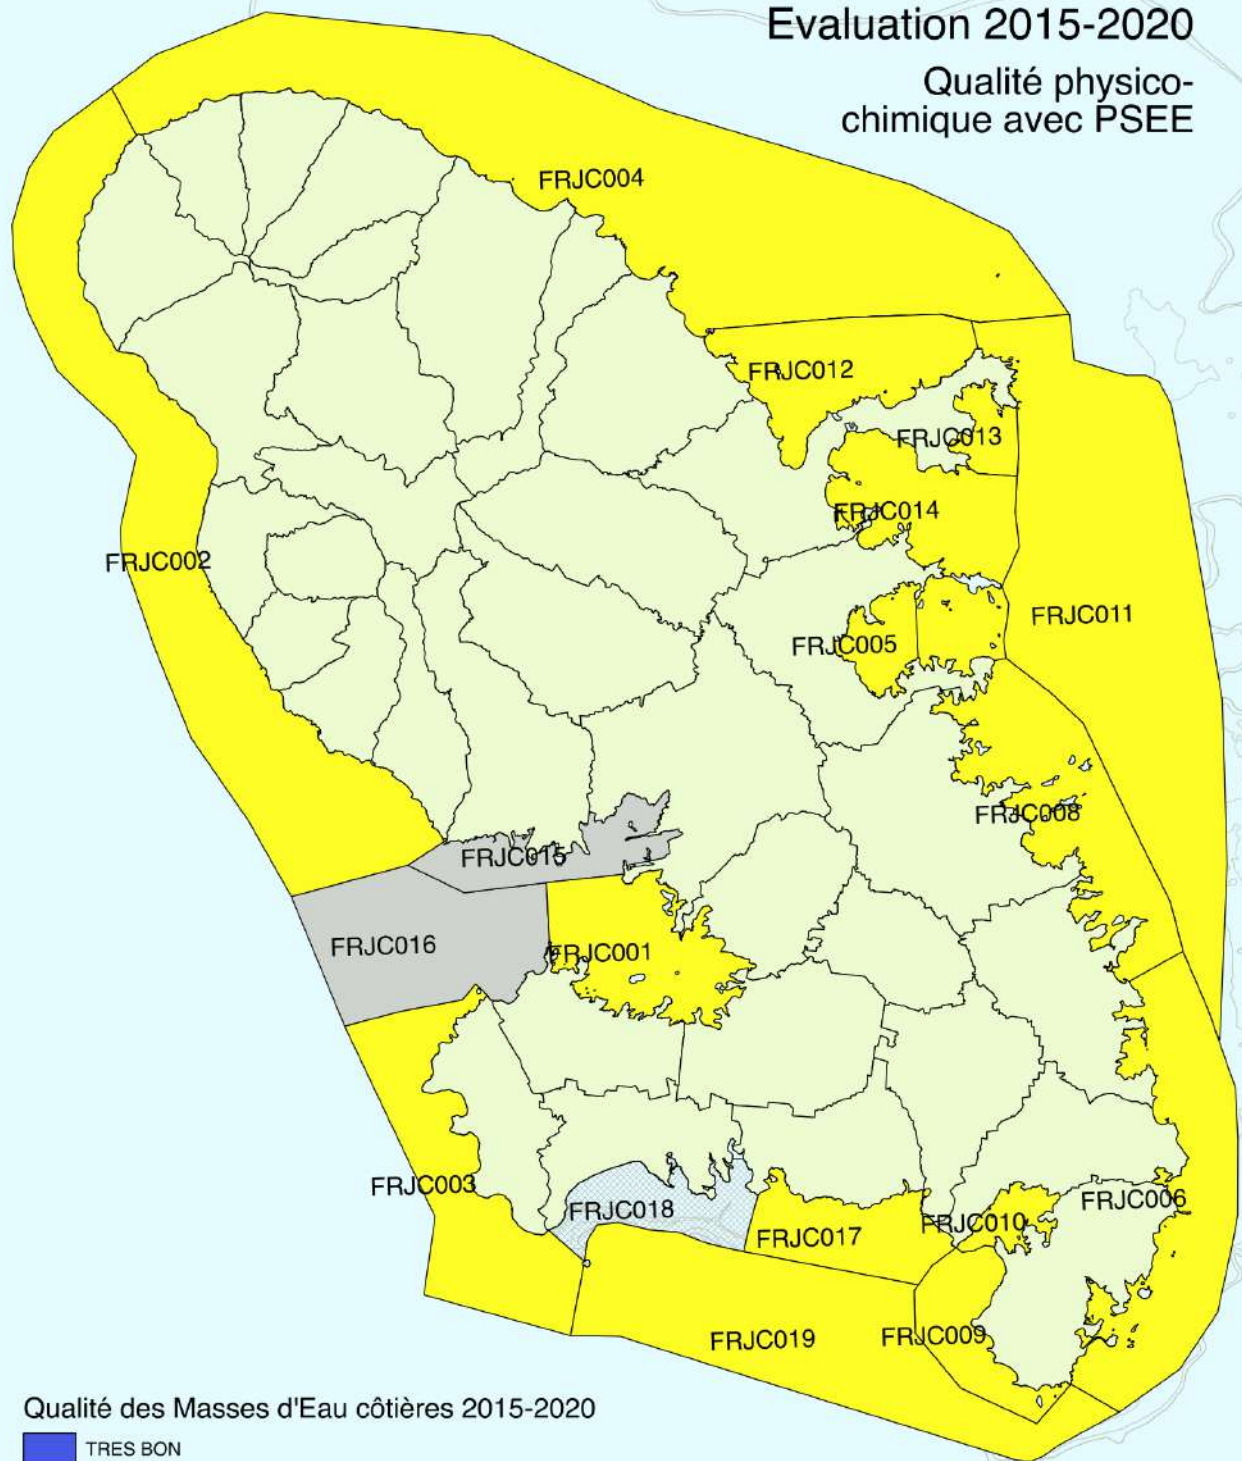 Evaluation 2015-2020
Qualité physico-
chimique avec PSEE
FRJC004
FRJC012
FRJC013
FRJC014
FRJC002
FRJC011
FRJC005
FRJC008
FRJC015
FRJC016
FRJC001
FRJC003
FRJC018
FRJC006
FRJC010
FRJC017
FRJC019
FRJC009
Qualité des Masses d'Eau côtières 2015-2020
TRES BON